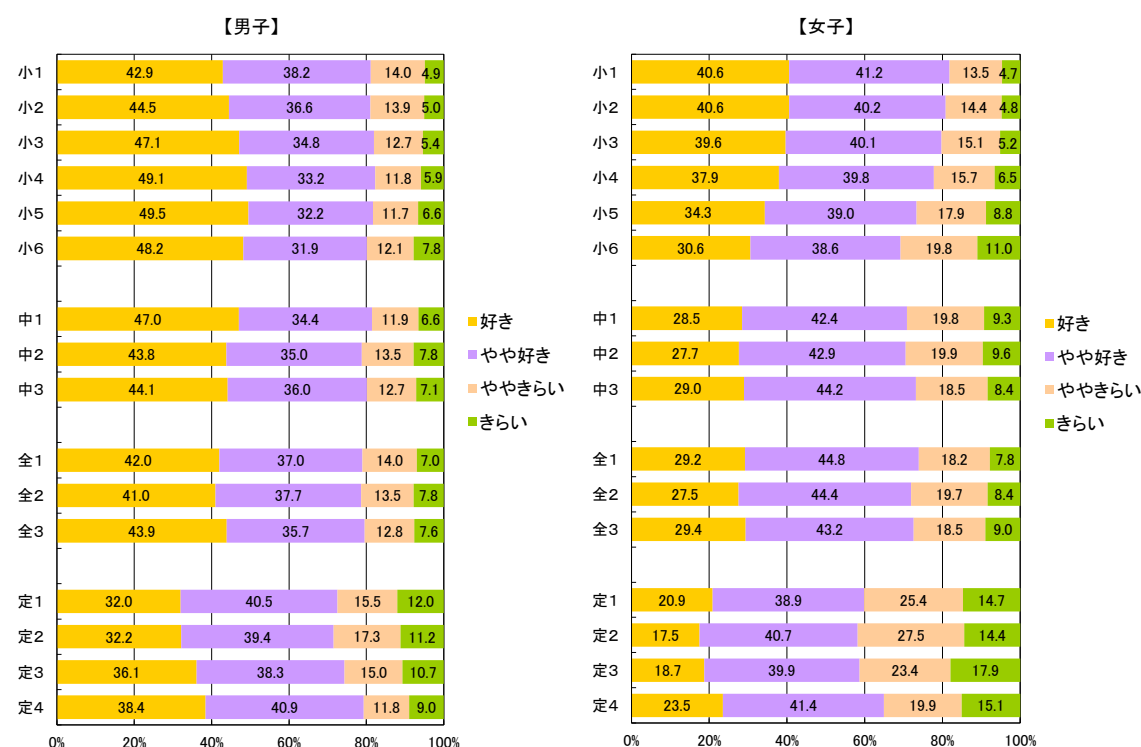 【男子】
小1 42.9 38.2 14.0 4.9
小2 44.5 36.6 13.9 5.0
小3 47.1 34.8 12.7 5.4
小4 49.1 33.2 11.8 5.9
小5 49.5 32.2 11.7 6.6
小6 48.2 31.9 12.1 7.8
中1 47.0 34.4 11.9 6.6
中2 43.8 35.0 13.5 7.8
中3 44.1 36.0 12.7 7.1
全1 42.0 37.0 14.0 7.0
全2 41.0 37.7 13.5 7.8
全3 43.9 35.7 12.8 7.6
定1 32.0 40.5 15.5 12.0
定2 32.2 39.4 17.3 11.2
定3 36.1 38.3 15.0 10.7
定4 38.4 40.9 11.8 9.0
0% 20% 40% 60% 80% 100%
好き
やや好き
ややきらい
きらい
【女子】
小1 40.6 41.2 13.5 4.7
小2 40.6 40.2 14.4 4.8
小3 39.6 40.1 15.1 5.2
小4 37.9 39.8 15.7 6.5
小5 34.3 39.0 17.9 8.8
小6 30.6 38.6 19.8 11.0
中1 28.5 42.4 19.8 9.3
中2 27.7 42.9 19.9 9.6
中3 29.0 44.2 18.5 8.4
全1 29.2 44.8 18.2 7.8
全2 27.5 44.4 19.7 8.4
全3 29.4 43.2 18.5 9.0
定1 20.9 38.9 25.4 14.7
定2 17.5 40.7 27.5 14.4
定3 18.7 39.9 23.4 17.9
定4 23.5 41.4 19.9 15.1
0% 20% 40% 60% 80% 100%
好き
やや好き
ややきらい
きらい